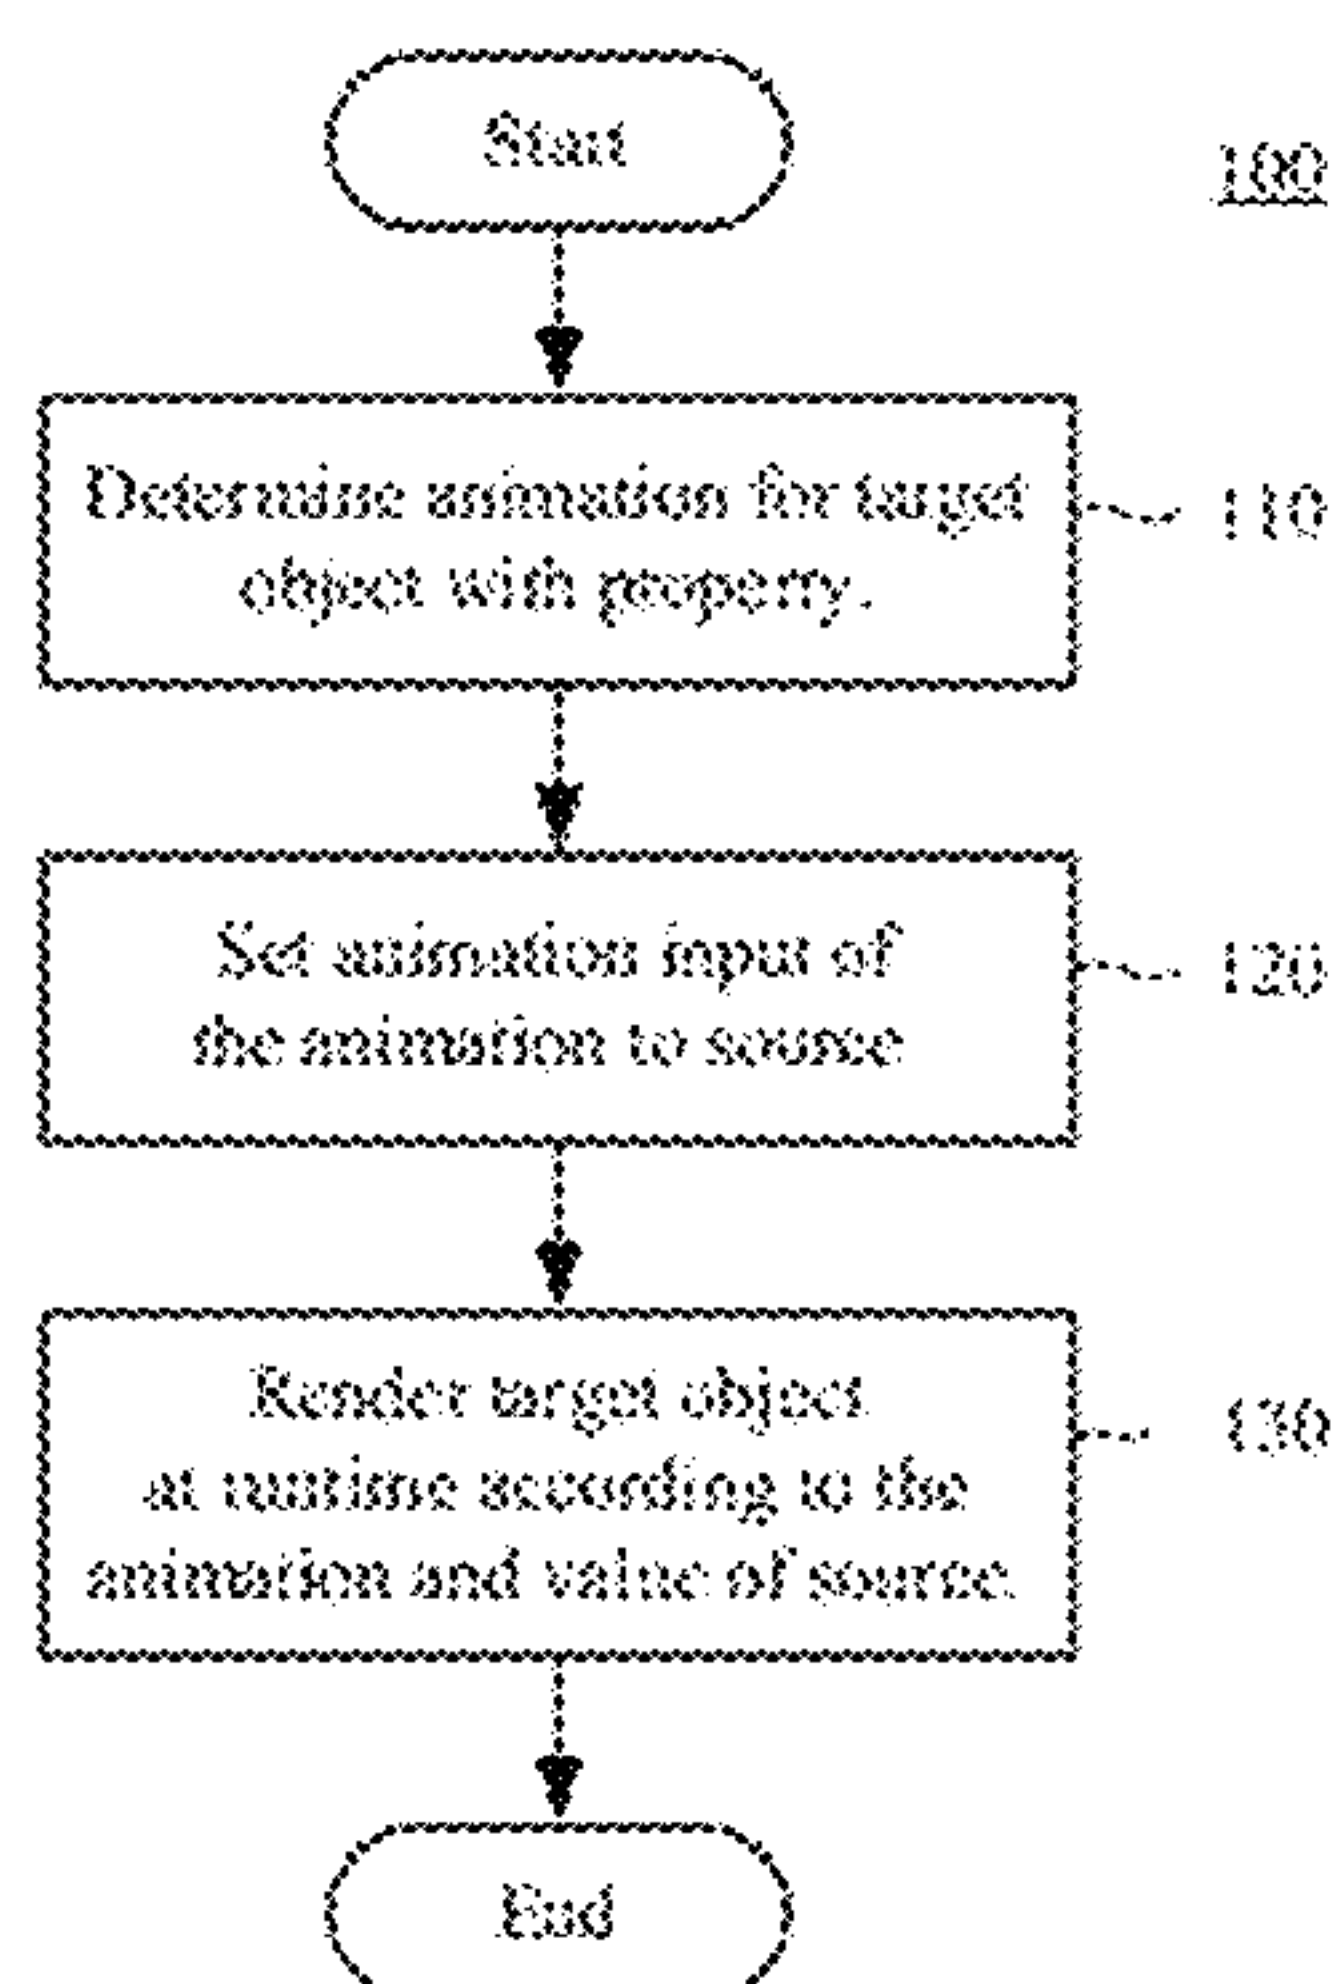 Start
100
Determine animation for target
object with property.
110
Set animation input of
the animation to source
120
Render target object
at runtime according to the
animation and value of source.
130
End